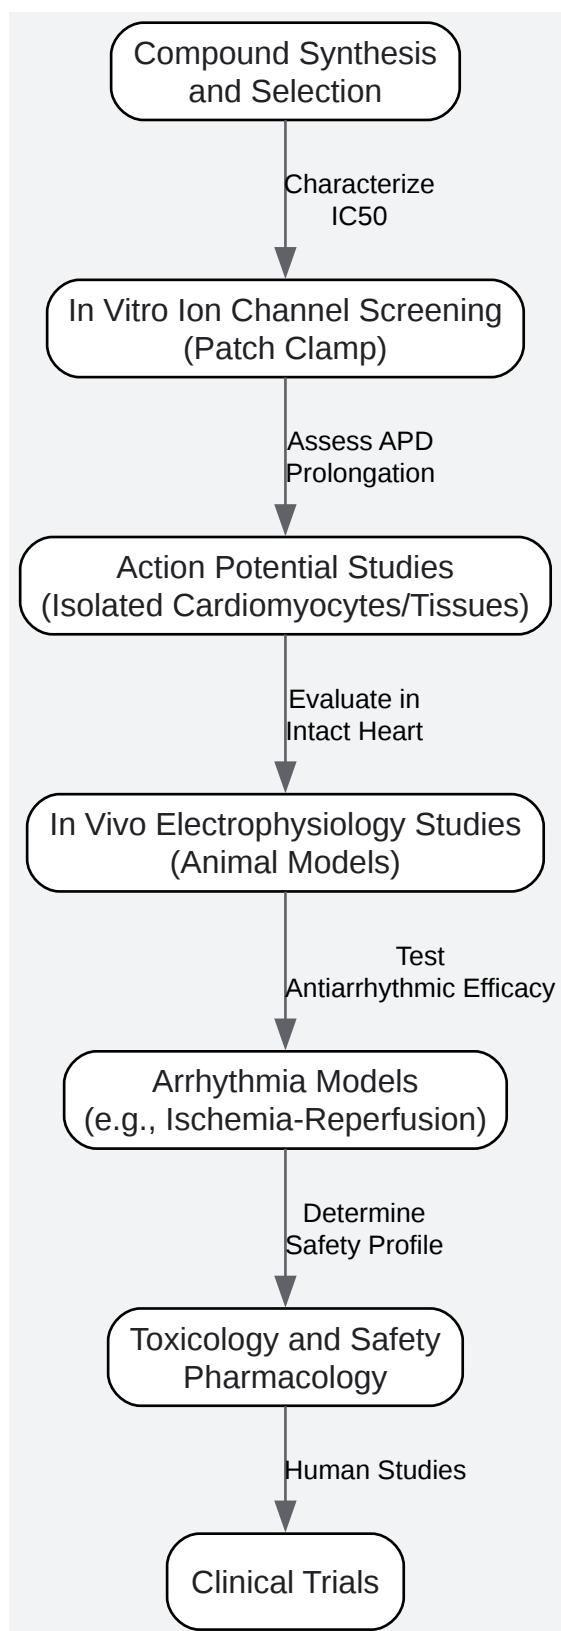 Compound Synthesis
and Selection
Characterize
IC50
In Vitro Ion Channel Screening
(Patch Clamp)
Assess APD
Prolongation
Action Potential Studies
(Isolated Cardiomyocytes/Tissues)
Evaluate in
Intact Heart
In Vivo Electrophysiology Studies
(Animal Models)
Test
Antiarrhythmic Efficacy
Arrhythmia Models
(e.g., Ischemia-Reperfusion)
Determine
Safety Profile
Toxicology and Safety
Pharmacology
Human Studies
Clinical Trials